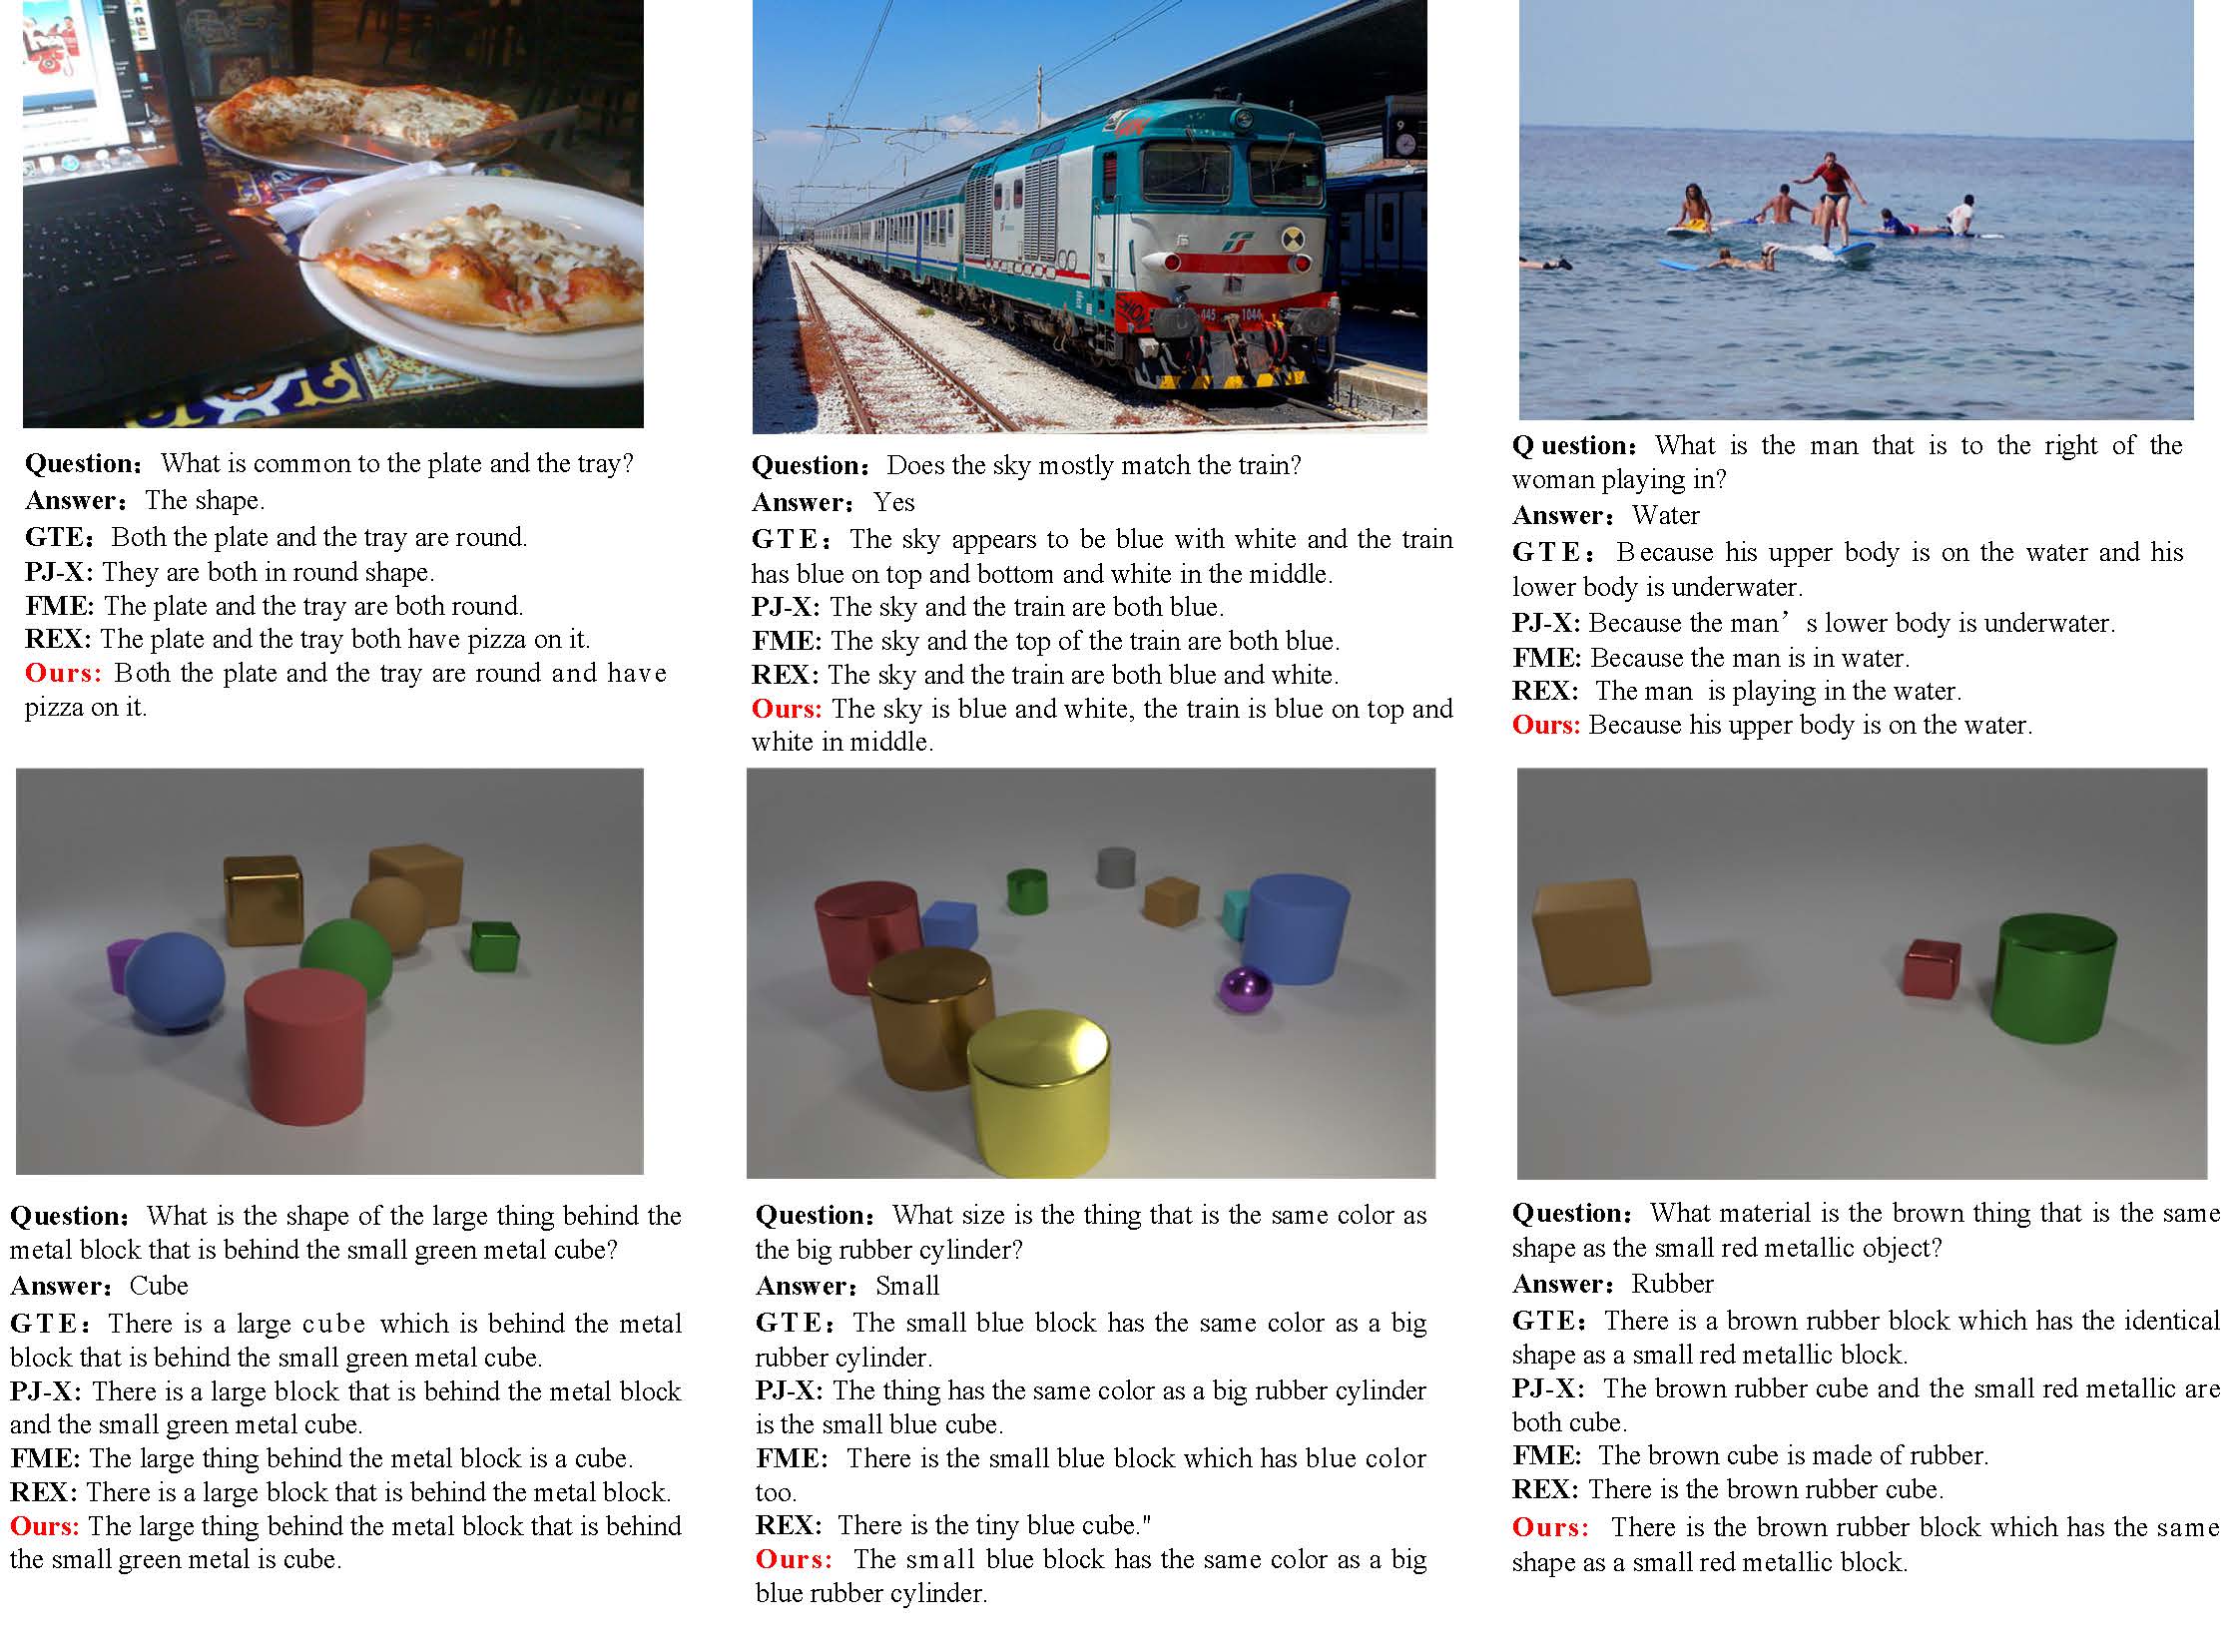 9
445 1044
Question： What is common to the plate and the tray?
Answer： The shape.
GTE： Both the plate and the tray are round.
PJ-X: They are both in round shape.
FME: The plate and the tray are both round.
REX: The plate and the tray both have pizza on it.
Ours: Both the plate and the tray are round and have
pizza on it.
Question： Does the sky mostly match the train?
Answer： Yes
GTE： The sky appears to be blue with white and the train
has blue on top and bottom and white in the middle.
PJ-X: The sky and the train are both blue.
FME: The sky and the top of the train are both blue.
REX: The sky and the train are both blue and white.
Ours: The sky is blue and white, the train is blue on top and
white in middle.
Question： What is the man that is to the right of the
woman playing in?
Answer： Water
GTE： Because his upper body is on the water and his
lower body is underwater.
PJ-X: Because the man’s lower body is underwater.
FME: Because the man is in water.
REX: The man is playing in the water.
Ours: Because his upper body is on the water.
Question： What is the shape of the large thing behind the
metal block that is behind the small green metal cube?
Answer： Cube
GTE： There is a large cube which is behind the metal
block that is behind the small green metal cube.
PJ-X: There is a large block that is behind the metal block
and the small green metal cube.
FME: The large thing behind the metal block is a cube.
REX: There is a large block that is behind the metal block.
Ours: The large thing behind the metal block that is behind
the small green metal is cube.
Question： What size is the thing that is the same color as
the big rubber cylinder?
Answer： Small
GTE： The small blue block has the same color as a big
rubber cylinder.
PJ-X: The thing has the same color as a big rubber cylinder
is the small blue cube.
FME: There is the small blue block which has blue color
too.
REX: There is the tiny blue cube."
Ours: The small blue block has the same color as a big
blue rubber cylinder.
Question： What material is the brown thing that is the same
shape as the small red metallic object?
Answer： Rubber
GTE： There is a brown rubber block which has the identical
shape as a small red metallic block.
PJ-X: The brown rubber cube and the small red metallic are
both cube.
FME: The brown cube is made of rubber.
REX: There is the brown rubber cube.
Ours: There is the brown rubber block which has the same
shape as a small red metallic block.